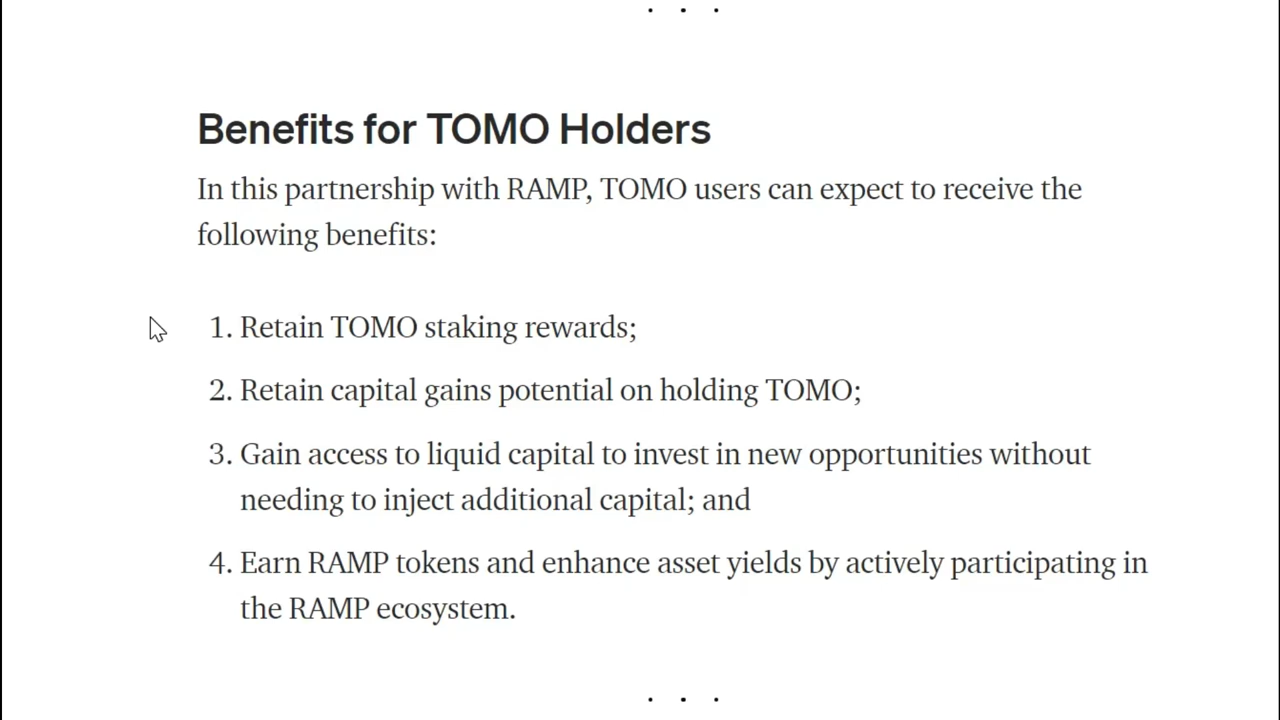 Benefits for TOMO Holders
In this partnership with RAMP, TOMO users can expect to receive the
following benefits:
1. Retain TOMO staking rewards;
2. Retain capital gains potential on holding TOMO;
3. Gain access to liquid capital to invest in new opportunities without
needing to inject additional capital; and
4. Earn RAMP tokens and enhance asset yields by actively participating in
the RAMP ecosystem.